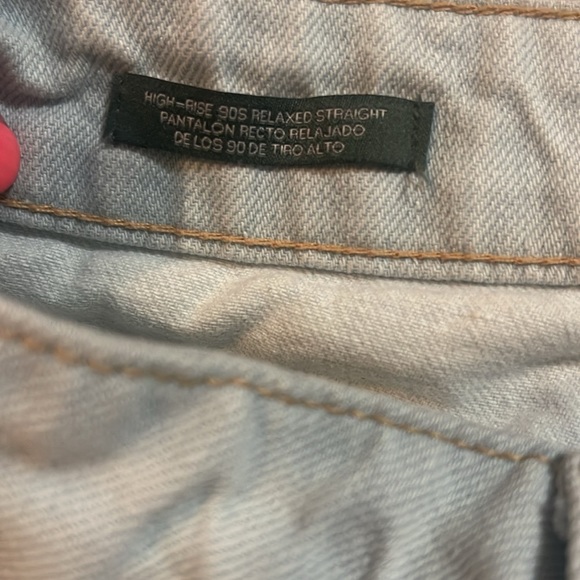 HIGH-RISE 90S RELAXED STRAIGHT
PANTALÓN RECTO RELAJADO
DE LOS 90 DE TIRO ALTO